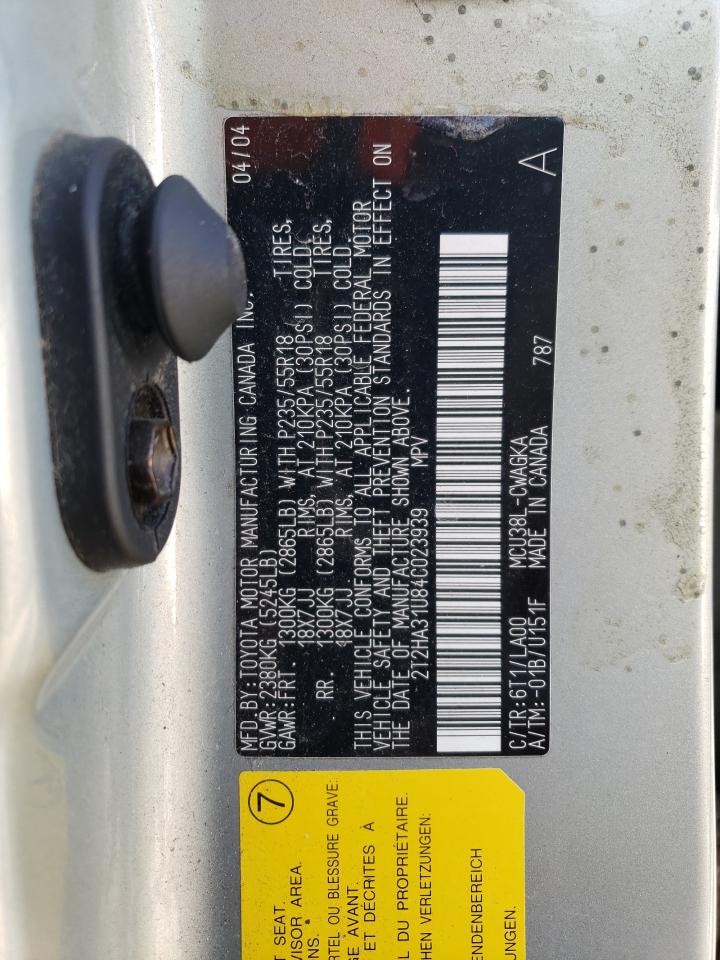 MFD.BY:TOYOTA MOTOR MANUFACTURING CANADA INC. 04/04
GVWR:2380KG (5245LB)
GAWR:FRT. 1300KG (2865LB) WITH P235/55R18 TIRES,
18X7JJ RIMS, AT 210KPA (30PSI) COLD.
RR. 1300KG (2865LB) WITH P235/55R18 TIRES,
18X7JJ RIMS, AT 210KPA (30PSI) COLD.
THIS VEHICLE CONFORMS TO ALL APPLICABLE FEDERAL MOTOR
VEHICLE SAFETY AND THEFT PREVENTION STANDARDS IN EFFECT ON
THE DATE OF MANUFACTURE SHOWN ABOVE.
2T2HA31U84C023939 MPV
C/TR:6T1/LA00 MCU38L-CWAGKA 787 A
A/TM:-01B/U151F MADE IN CANADA
7
T SEAT.
VISOR AREA.
NS.
RTEL OU BLESSURE GRAVE:
GE AVANT.
ET DÉCRITES À
L DU PROPRIÉTAIRE.
CHEN VERLETZUNGEN:
ENDENBEREICH
UNGEN.